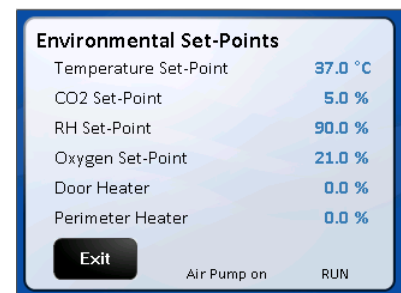 Environmental Set-Points
Temperature Set-Point 37.0 °C
CO2 Set-Point 5.0 %
RH Set-Point 90.0 %
Oxygen Set-Point 21.0 %
Door Heater 0.0 %
Perimeter Heater 0.0 %
Exit Air Pump on RUN